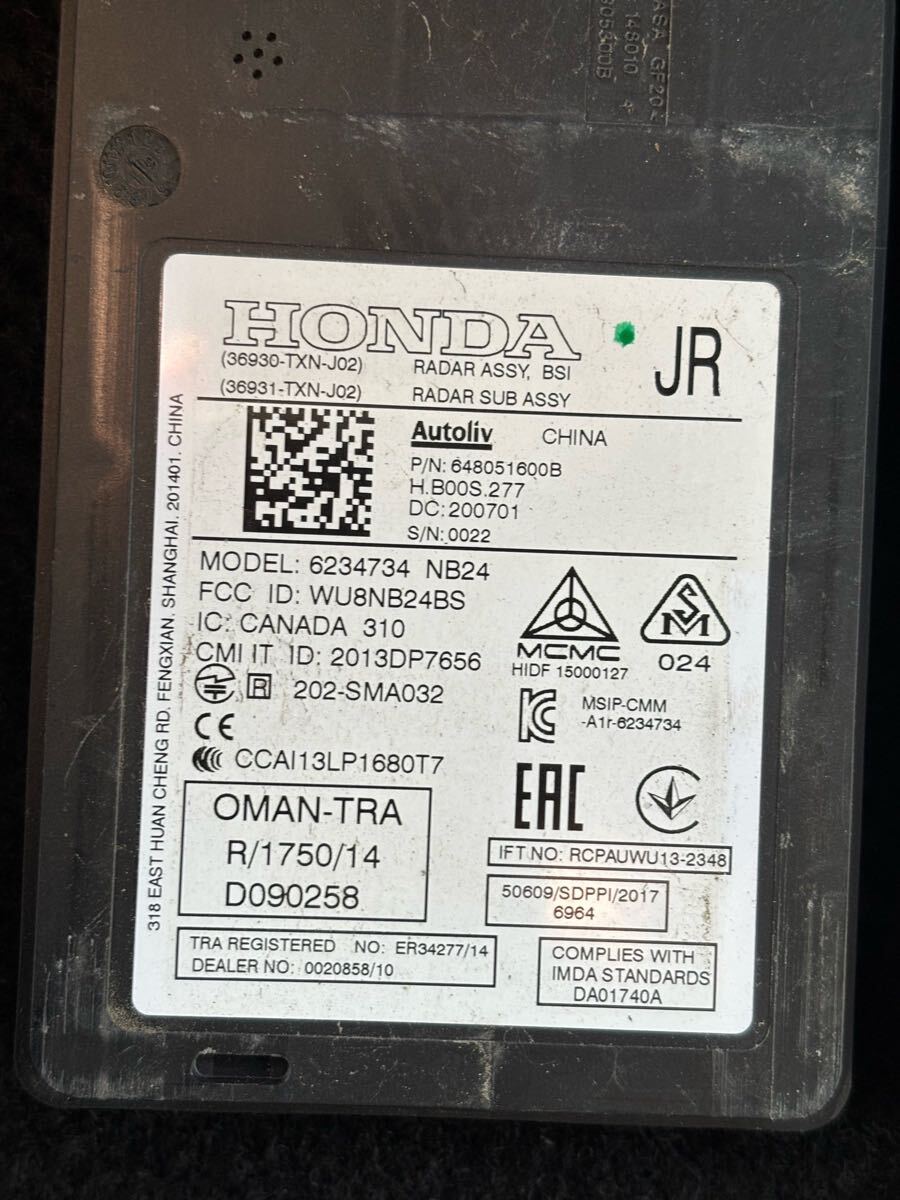 ASA GF20
HONDA
JR
(36930-TXN-J02) RADAR ASSY, BSI
(36931-TXN-J02) RADAR SUB ASSY
Autoliv CHINA
P/N: 648051600B
H.B00S.277
DC: 200701
S/N: 0022
MODEL: 6234734 NB24
FCC ID: WU8NB24BS
IC: CANADA 310
CMI IT ID: 2013DP7656
R 202-SMA032
CE
CCAI13LP1680T7
OMAN-TRA
R/1750/14
D090258
TRA REGISTERED NO: ER34277/14
DEALER NO: 0020858/10
MCMC
HIDF 15000127
SM
024
KC
MSIP-CMM
-A1r-6234734
EAC
IFT NO: RCPAUWU13-2348
50609/SDPPI/2017
6964
COMPLIES WITH
IMDA STANDARDS
DA01740A
318 EAST HUAN CHENG RD. FENGXIAN. SHANGHAI. 201401. CHINA